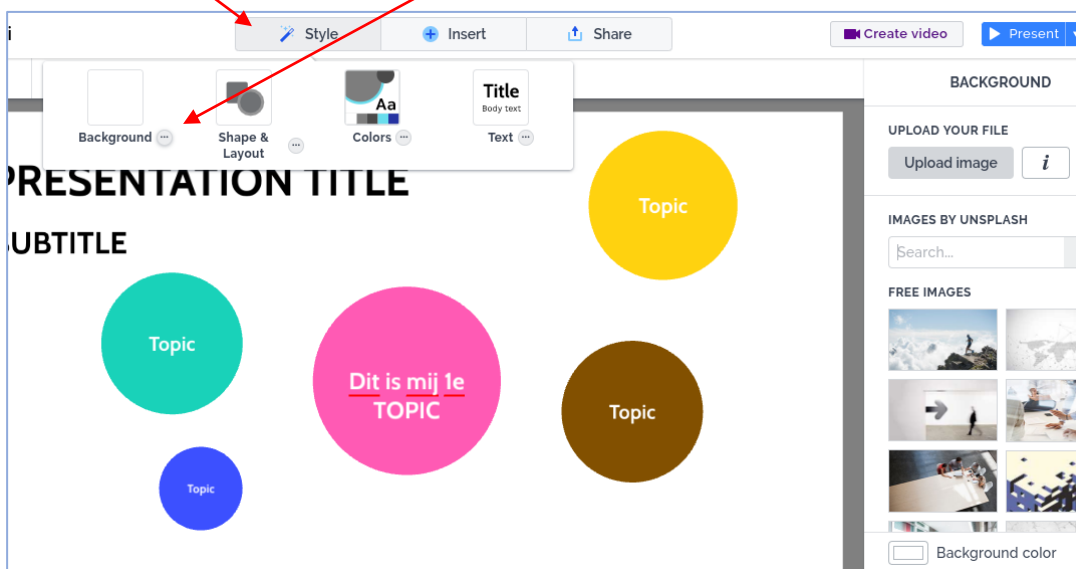 i
Style
Insert
Share
Create video
Present
Background
Shape &
Layout
Aa
Colors
Title
Body text
Text
BACKGROUND
UPLOAD YOUR FILE
Upload image
i
IMAGES BY UNSPLASH
Search...
FREE IMAGES
Background color
PRESENTATION TITLE
SUBTITLE
Topic
Topic
Dit is mij 1e
TOPIC
Topic
Topic